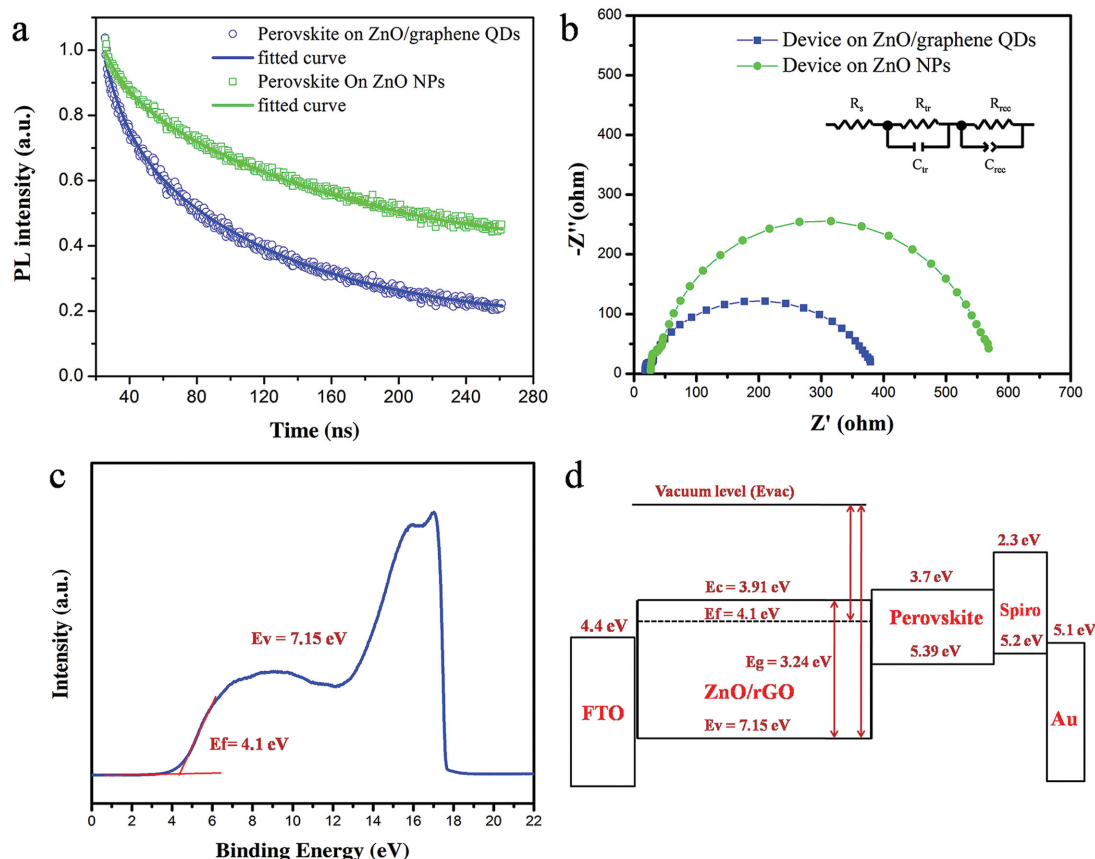 a
Perovskite on ZnO/graphene QDs
fitted curve
Perovskite On ZnO NPs
fitted curve
PL intensity (a.u.)
1.0
0.8
0.6
0.4
0.2
0.0
40 80 120 160 200 240 280
Time (ns)
b
Device on ZnO/graphene QDs
Device on ZnO NPs
Rs Rtr Rrec
Ctr Crec
-Z''(ohm)
600
500
400
300
250
200
100
0
0 100 200 300 400 500 600 700
Z' (ohm)
c
Ev = 7.15 eV
Ef= 4.1 eV
Intensity (a.u.)
0 2 4 6 8 10 12 14 16 18 20 22
Binding Energy (eV)
d
Vacuum level (Evac)
2.3 eV
Ec = 3.91 eV
3.7 eV
Ef= 4.1 eV
4.4 eV
Perovskite
Spiro
5.1 eV
Eg = 3.24 eV
5.39 eV
5.2 eV
ZnO/rGO
FTO
Au
Ev = 7.15 eV